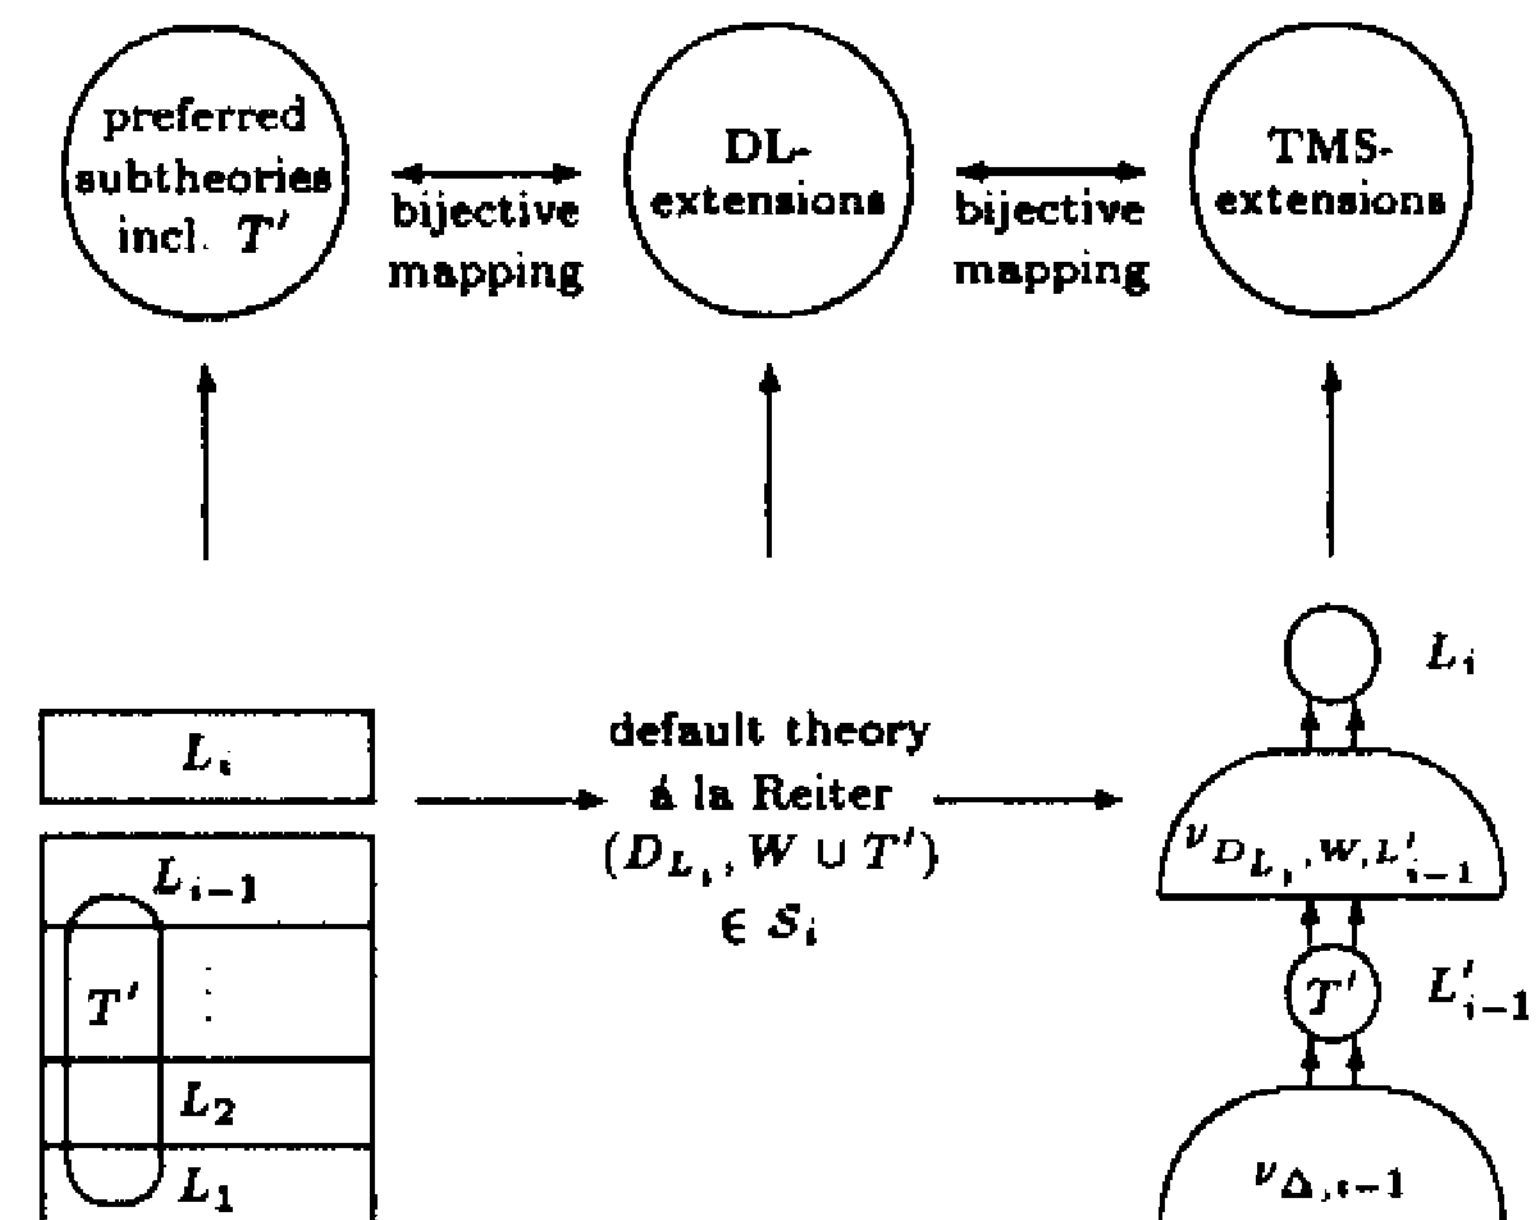 preferred
subtheories
incl. T′
bijective
mapping
DL-
extensions
bijective
mapping
TMS-
extensions
L_i
L_{i−1}
T′
⋮
L_2
L_1
default theory
á la Reiter
(D_{L_i}, W ∪ T′)
∈ S_i
L_i
ν_{D_{L_i}, W, L′_{i−1}}
T′
L′_{i−1}
ν_{Δ,i−1}